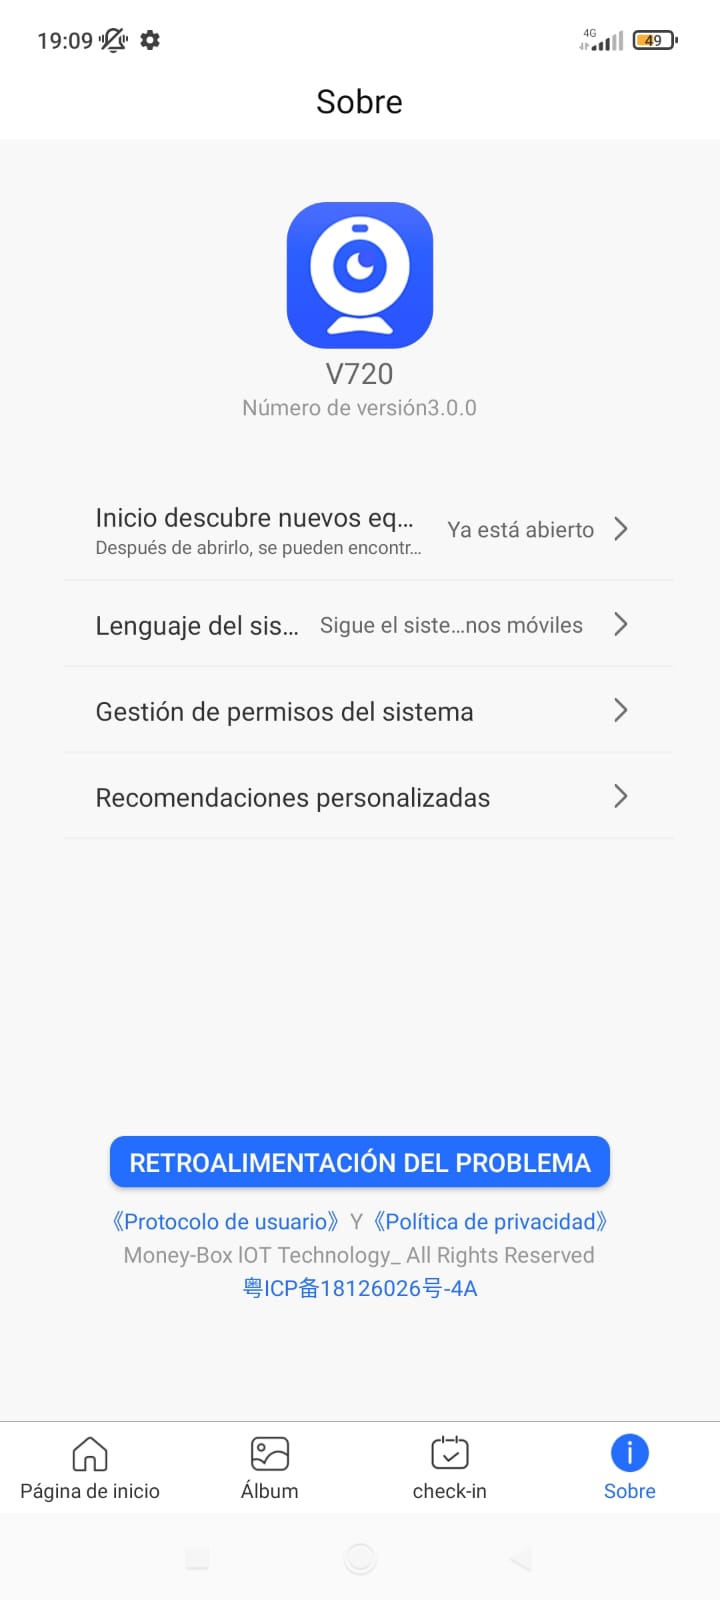 19:09
4G
49
Sobre
V720
Número de versión3.0.0
Inicio descubre nuevos eq...
Ya está abierto
Después de abrirlo, se pueden encontr...
Lenguaje del sis...
Sigue el siste...nos móviles
Gestión de permisos del sistema
Recomendaciones personalizadas
RETROALIMENTACIÓN DEL PROBLEMA
《Protocolo de usuario》 Y 《Política de privacidad》
Money-Box IOT Technology_ All Rights Reserved
粤ICP备18126026号-4A
Página de inicio
Álbum
check-in
Sobre